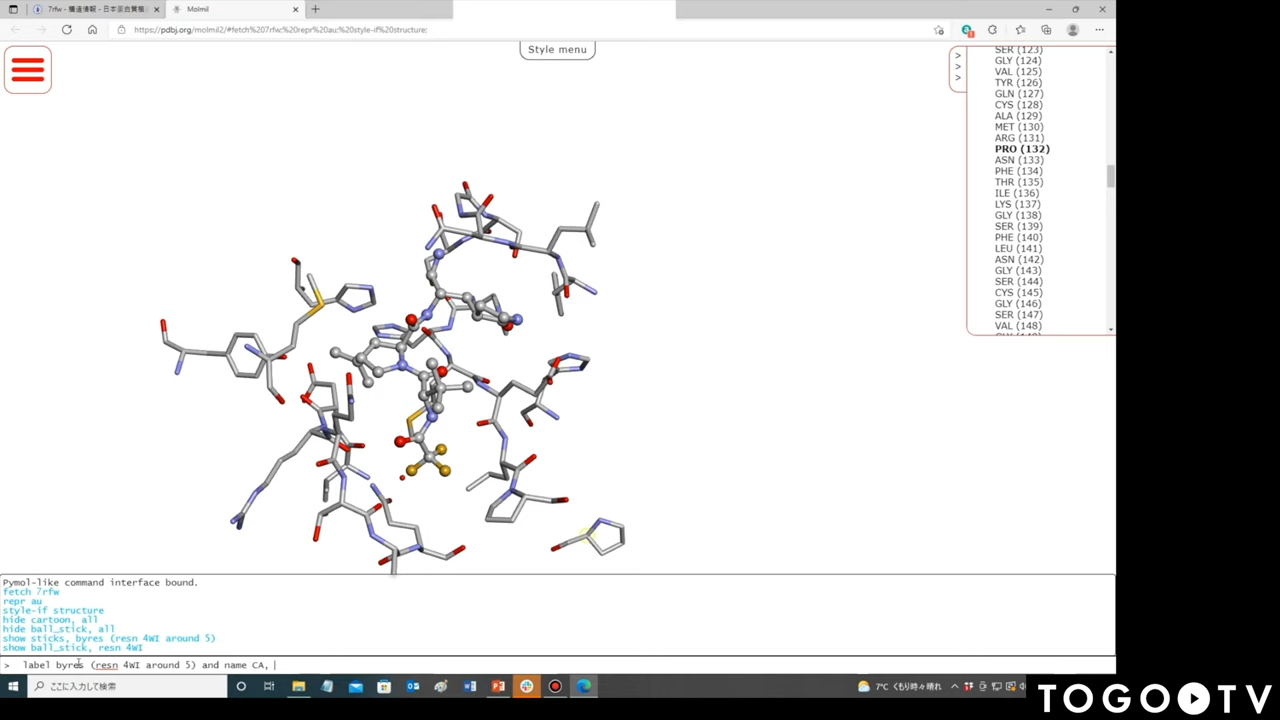 7rfw - 構造情報 - 日本蛋白質構
Molmil
https://pdbj.org/molmil2/#fetch%207rfw%20repr%20au;%20style-if%20structure;
Style menu
>
>
>
SER (123)
GLY (124)
VAL (125)
TYR (126)
GLN (127)
CYS (128)
ALA (129)
MET (130)
ARG (131)
PRO (132)
ASN (133)
PHE (134)
THR (135)
ILE (136)
LYS (137)
GLY (138)
SER (139)
PHE (140)
LEU (141)
ASN (142)
GLY (143)
SER (144)
CYS (145)
GLY (146)
SER (147)
VAL (148)
Pymol-like command interface bound.
fetch 7rfw
repr au
style-if structure
hide cartoon, all
hide ball_stick, all
show sticks, byres (resn 4WI around 5)
show ball_stick, resn 4WI
> label byres (resn 4WI around 5) and name CA,
ここに入力して検索
7℃ くもり時々晴れ
TOGO TV